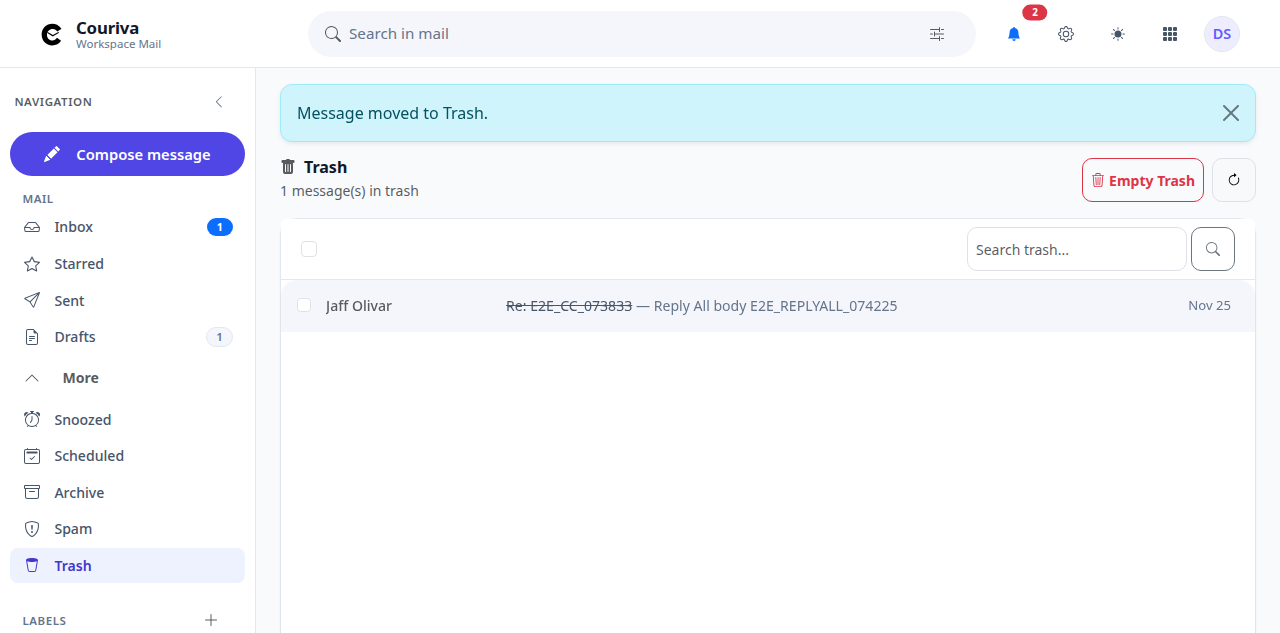 Couriva
Workspace Mail
Search in mail
2
DS
NAVIGATION
Compose message
MAIL
Inbox 1
Starred
Sent
Drafts 1
More
Snoozed
Scheduled
Archive
Spam
Trash
LABELS
Message moved to Trash.
Trash
1 message(s) in trash
Empty Trash
Search trash...
Jaff Olivar Re: E2E_CC_073833 — Reply All body E2E_REPLYALL_074225 Nov 25